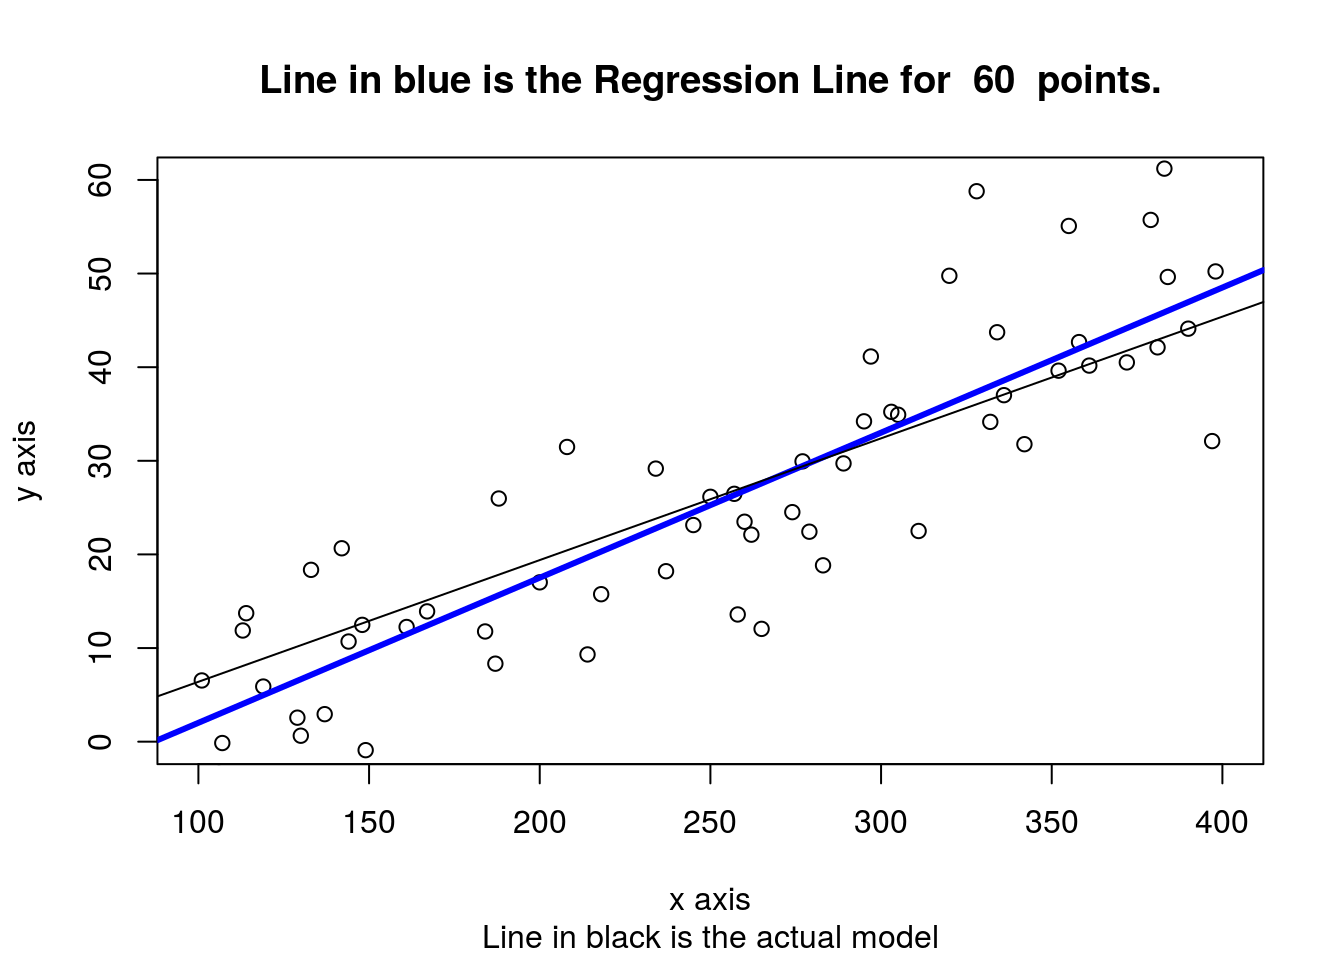 Line in blue is the Regression Line for  60  points.
60
50
40
30
20
10
0
y axis
100 150 200 250 300 350 400
x axis
Line in black is the actual model